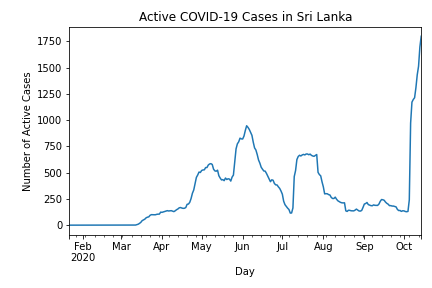 Active COVID-19 Cases in Sri Lanka
1750
1500
1250
1000
750
500
250
0
Number of Active Cases
Feb Mar Apr May Jun Jul Aug Sep Oct
2020
Day